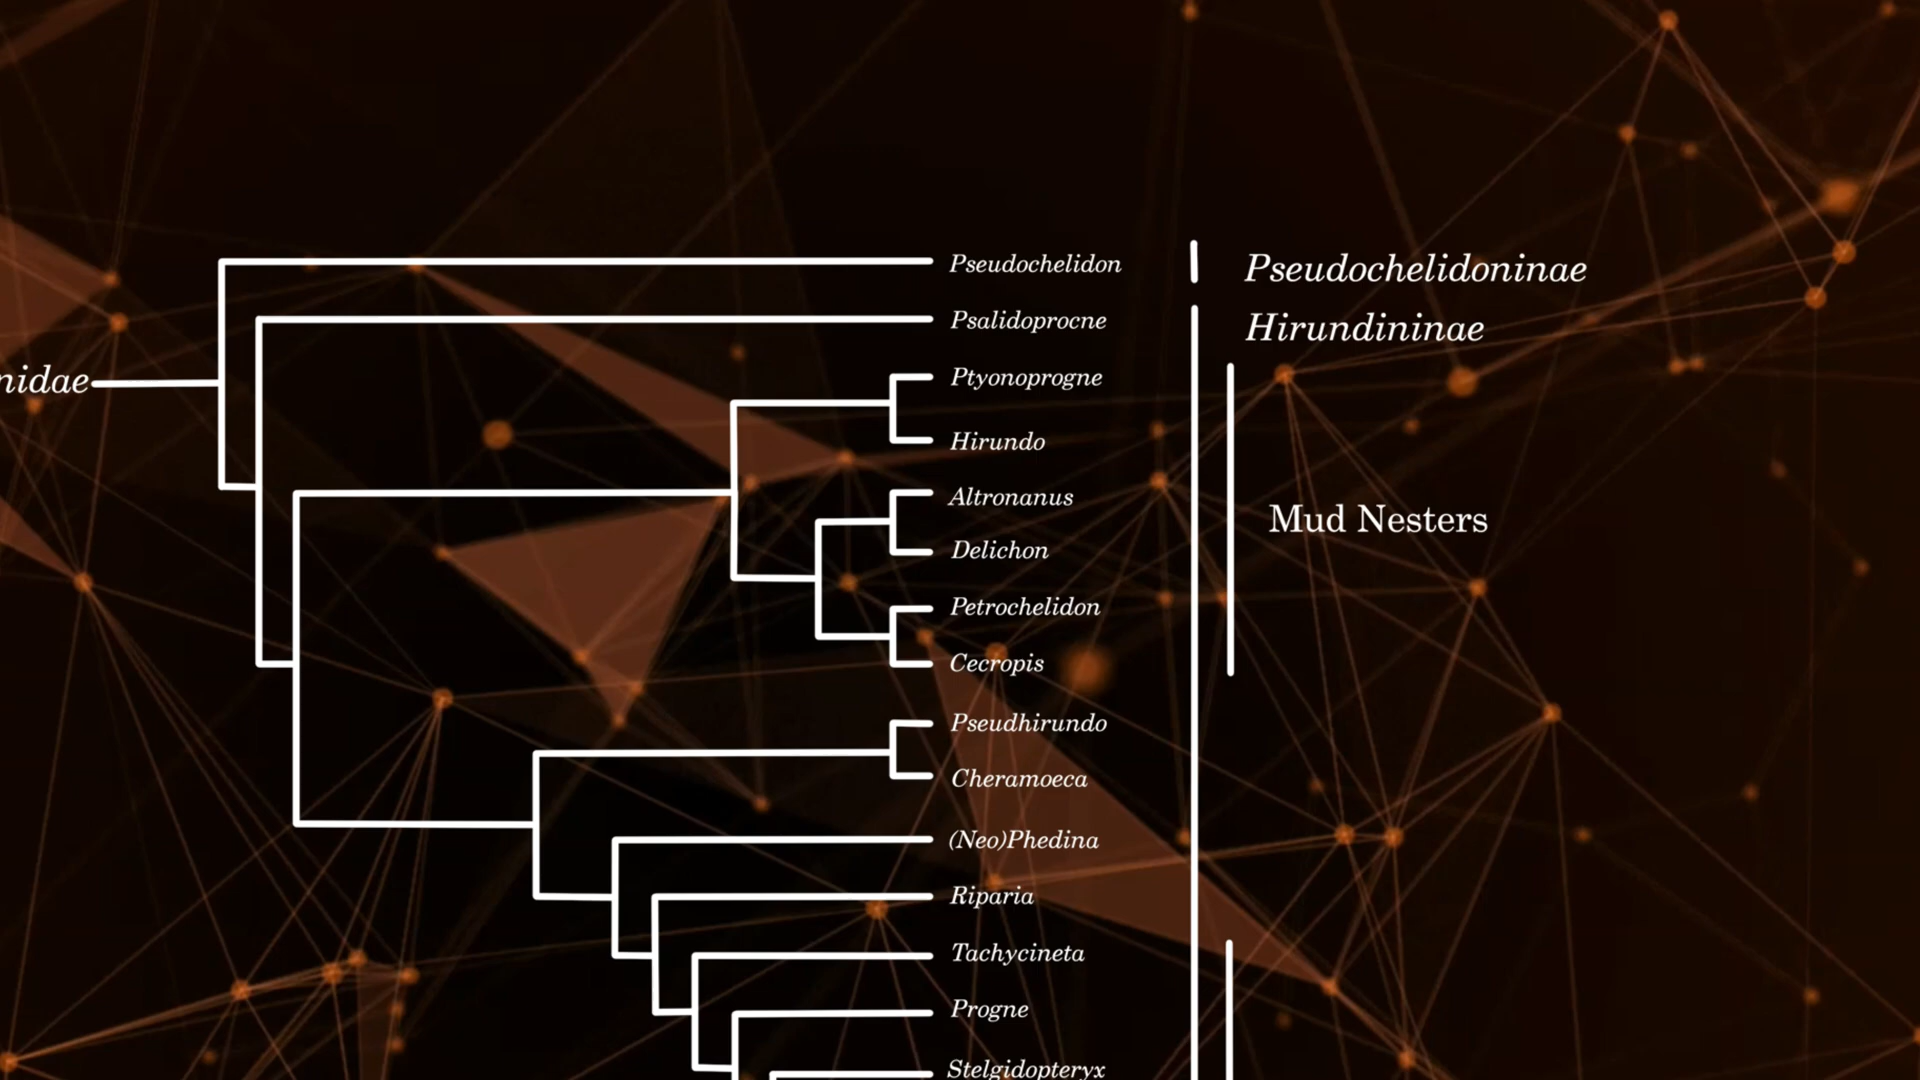 nidae
Pseudochelidon
Psalidoprocne
Ptyonoprogne
Hirundo
Altronanus
Delichon
Petrochelidon
Cecropis
Pseudhirundo
Cheramoeca
(Neo)Phedina
Riparia
Tachycineta
Progne
Stelgidopteryx
Pseudochelidoninae
Hirundininae
Mud Nesters